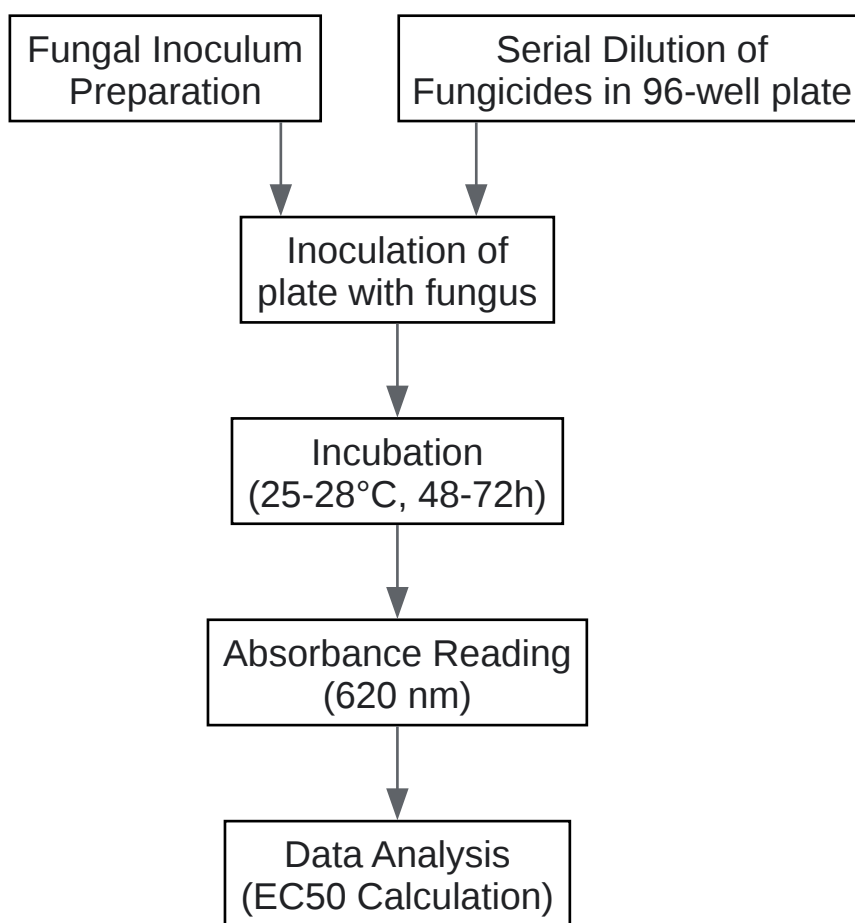 Fungal Inoculum
Preparation
Serial Dilution of
Fungicides in 96-well plate
Inoculation of
plate with fungus
Incubation
(25-28°C, 48-72h)
Absorbance Reading
(620 nm)
Data Analysis
(EC50 Calculation)